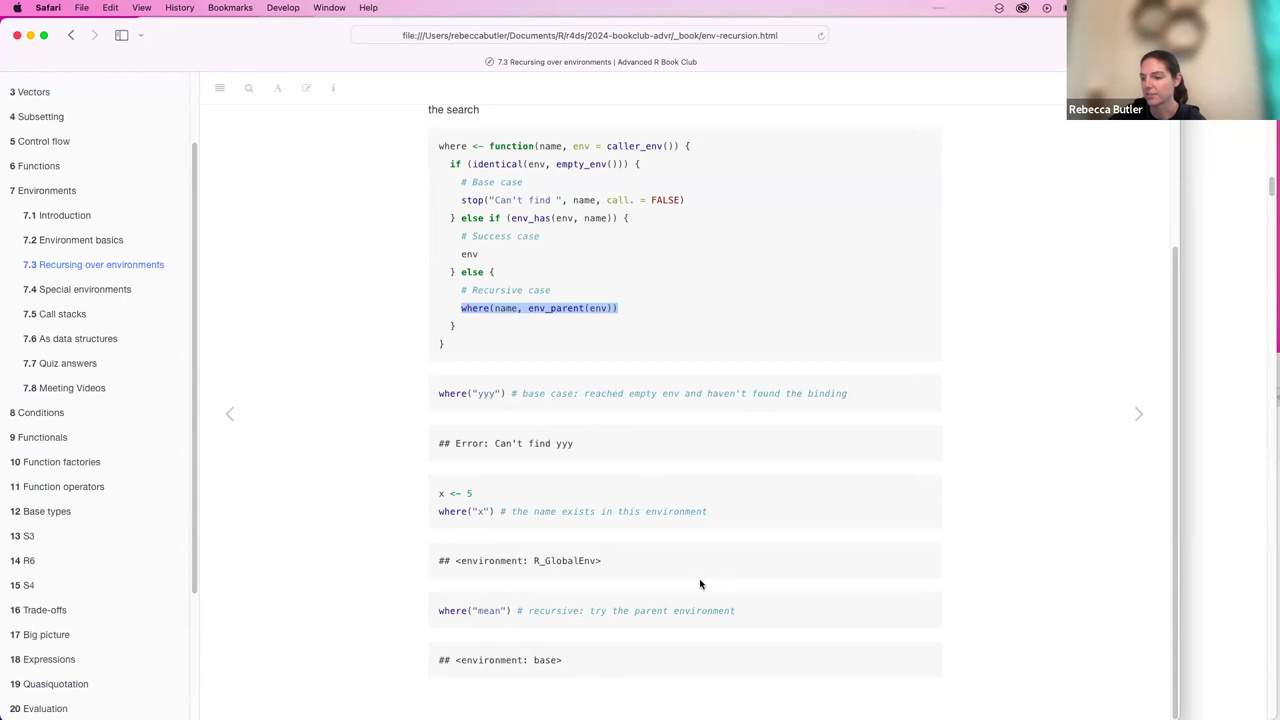 Safari File Edit View History Bookmarks Develop Window Help
file:///Users/rebeccabutler/Documents/R/r4ds/2024-bookclub-advr/_book/env-recursion.html
7.3 Recursing over environments | Advanced R Book Club
Rebecca Butler
3 Vectors
4 Subsetting
5 Control flow
6 Functions
7 Environments
7.1 Introduction
7.2 Environment basics
7.3 Recursing over environments
7.4 Special environments
7.5 Call stacks
7.6 As data structures
7.7 Quiz answers
7.8 Meeting Videos
8 Conditions
9 Functionals
10 Function factories
11 Function operators
12 Base types
13 S3
14 R6
15 S4
16 Trade-offs
17 Big picture
18 Expressions
19 Quasiquotation
20 Evaluation
the search
where <- function(name, env = caller_env()) {
if (identical(env, empty_env())) {
# Base case
stop("Can't find ", name, call. = FALSE)
} else if (env_has(env, name)) {
# Success case
env
} else {
# Recursive case
where(name, env_parent(env))
}
}
where("yyy") # base case: reached empty env and haven't found the binding
## Error: Can't find yyy
x <- 5
where("x") # the name exists in this environment
## <environment: R_GlobalEnv>
where("mean") # recursive: try the parent environment
## <environment: base>